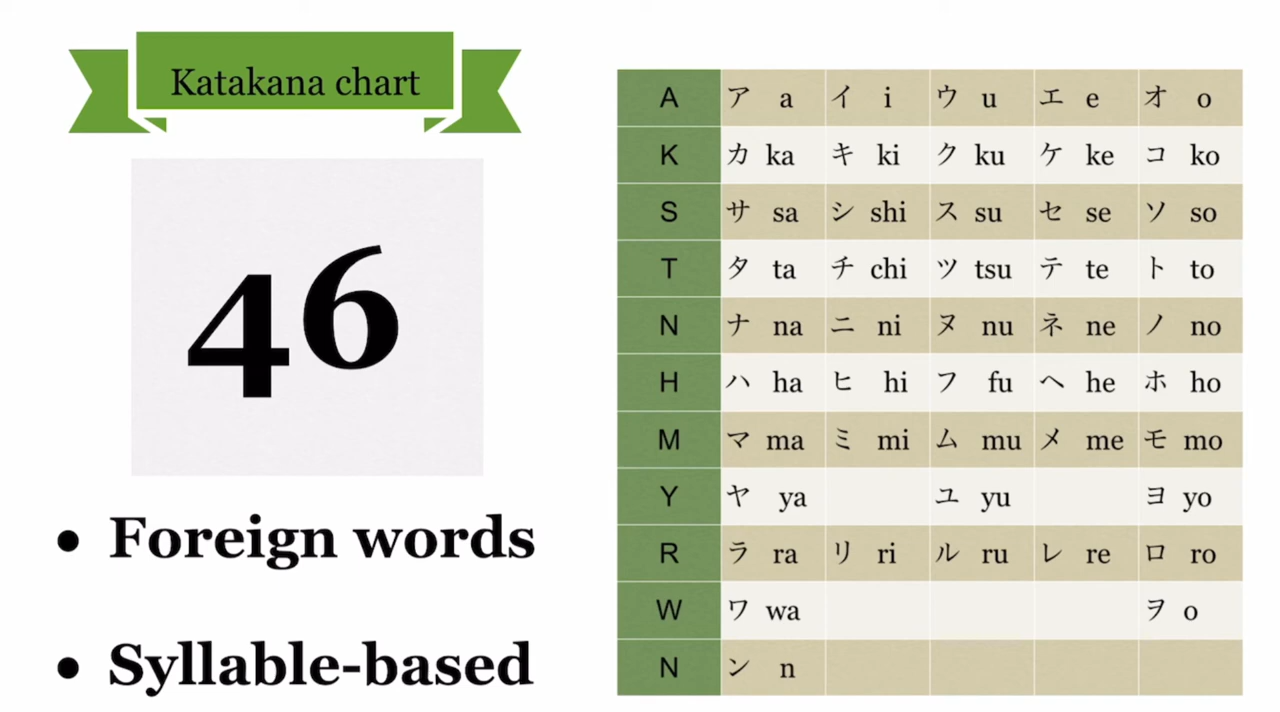 Katakana chart
46
• Foreign words
• Syllable-based
A ア a イ i ウ u エ e オ o
K カ ka キ ki ク ku ケ ke コ ko
S サ sa シ shi ス su セ se ソ so
T タ ta チ chi ツ tsu テ te ト to
N ナ na ニ ni ヌ nu ネ ne ノ no
H ハ ha ヒ hi フ fu ヘ he ホ ho
M マ ma ミ mi ム mu メ me モ mo
Y ヤ ya ユ yu ヨ yo
R ラ ra リ ri ル ru レ re ロ ro
W ワ wa ヲ o
N ン n